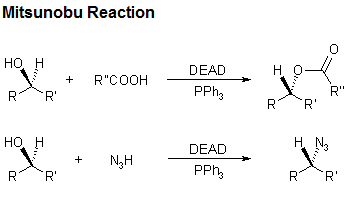 Mitsunobu Reaction
HO H R R' + R"COOH DEAD PPh3 H O O R" R R'
HO H R R' + N3H DEAD PPh3 H N3 R R'